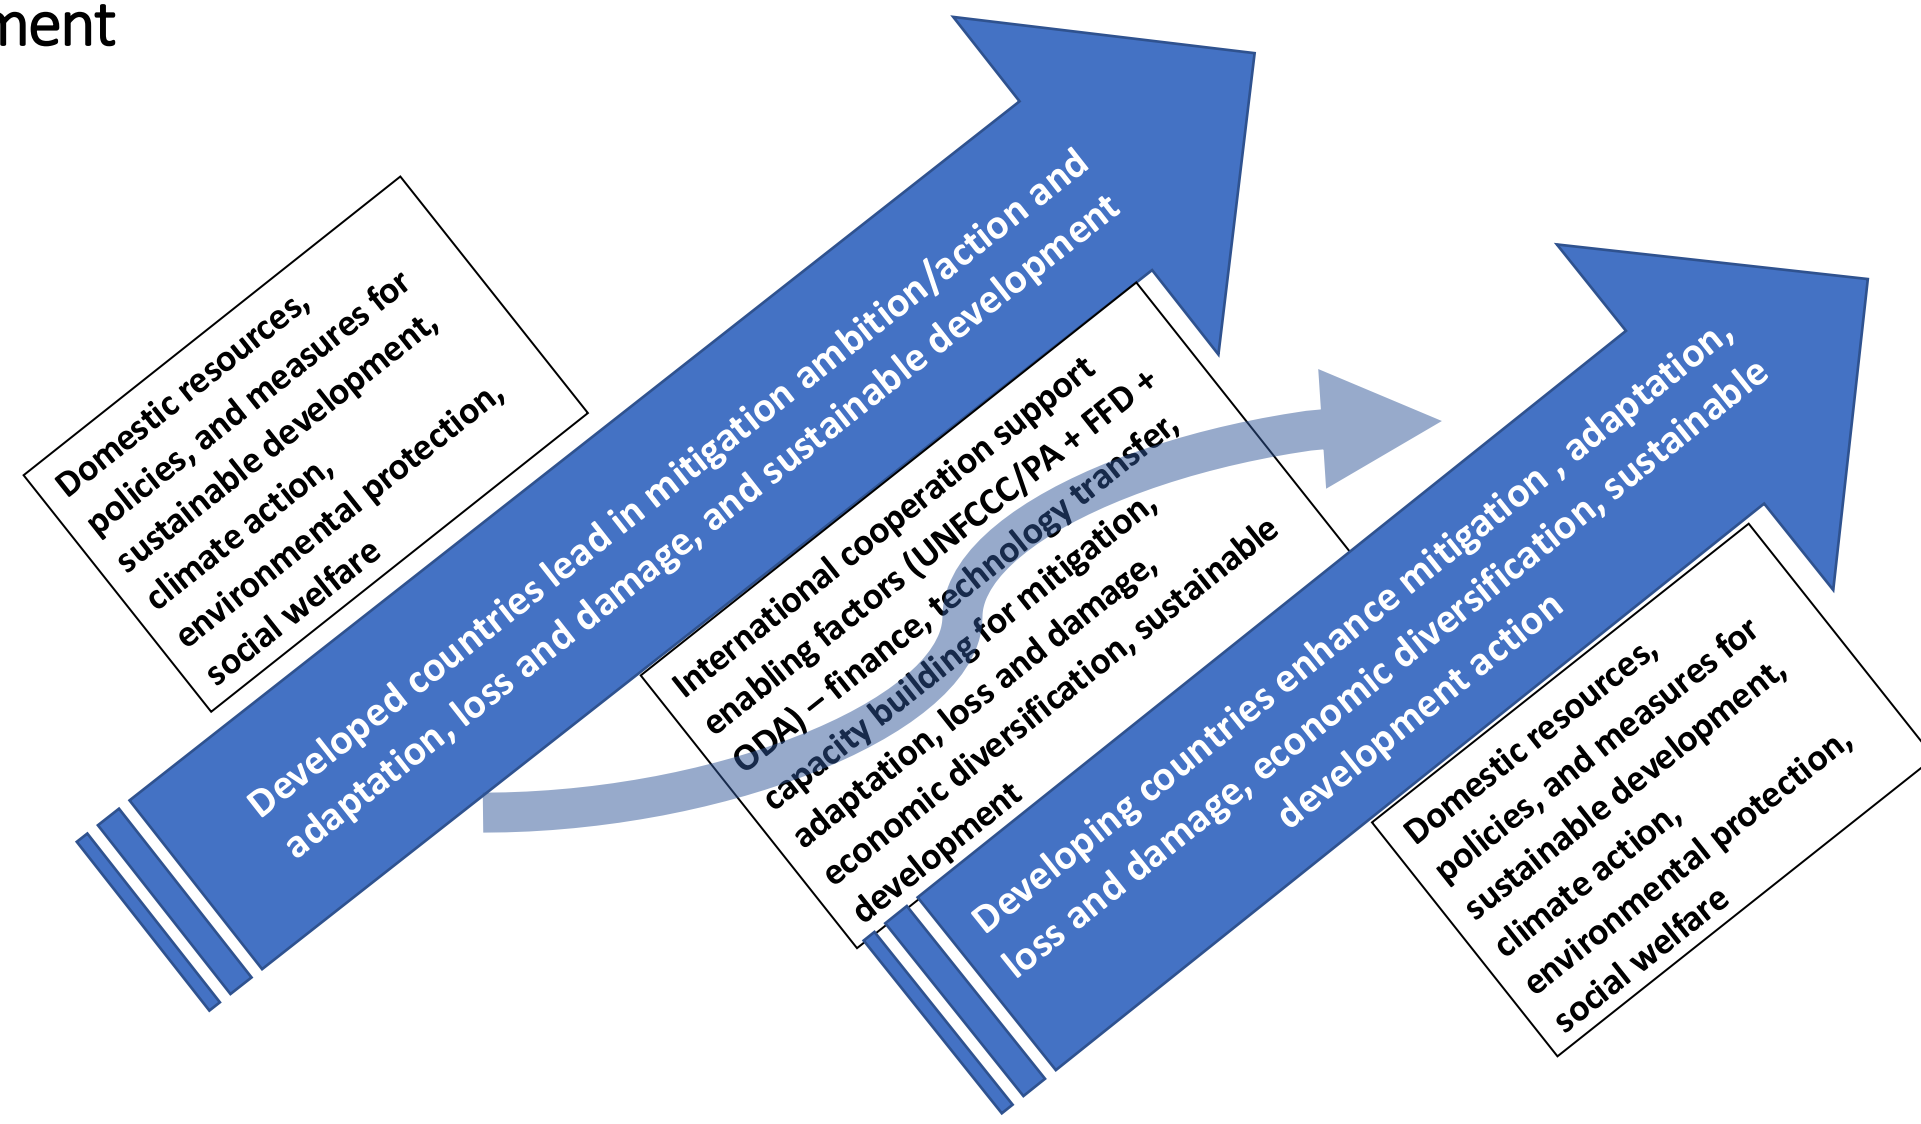 ment
Domestic resources,
policies, and measures for
sustainable development,
climate action,
environmental protection,
social welfare
Developed countries lead in mitigation ambition/action and
adaptation, loss and damage, and sustainable development
International cooperation support
enabling factors (UNFCCC/PA + FFD +
ODA) – finance, technology transfer,
capacity building for mitigation,
adaptation, loss and damage,
economic diversification, sustainable
development
Developing countries enhance mitigation , adaptation,
loss and damage, economic diversification, sustainable
development action
Domestic resources,
policies, and measures for
sustainable development,
climate action,
environmental protection,
social welfare